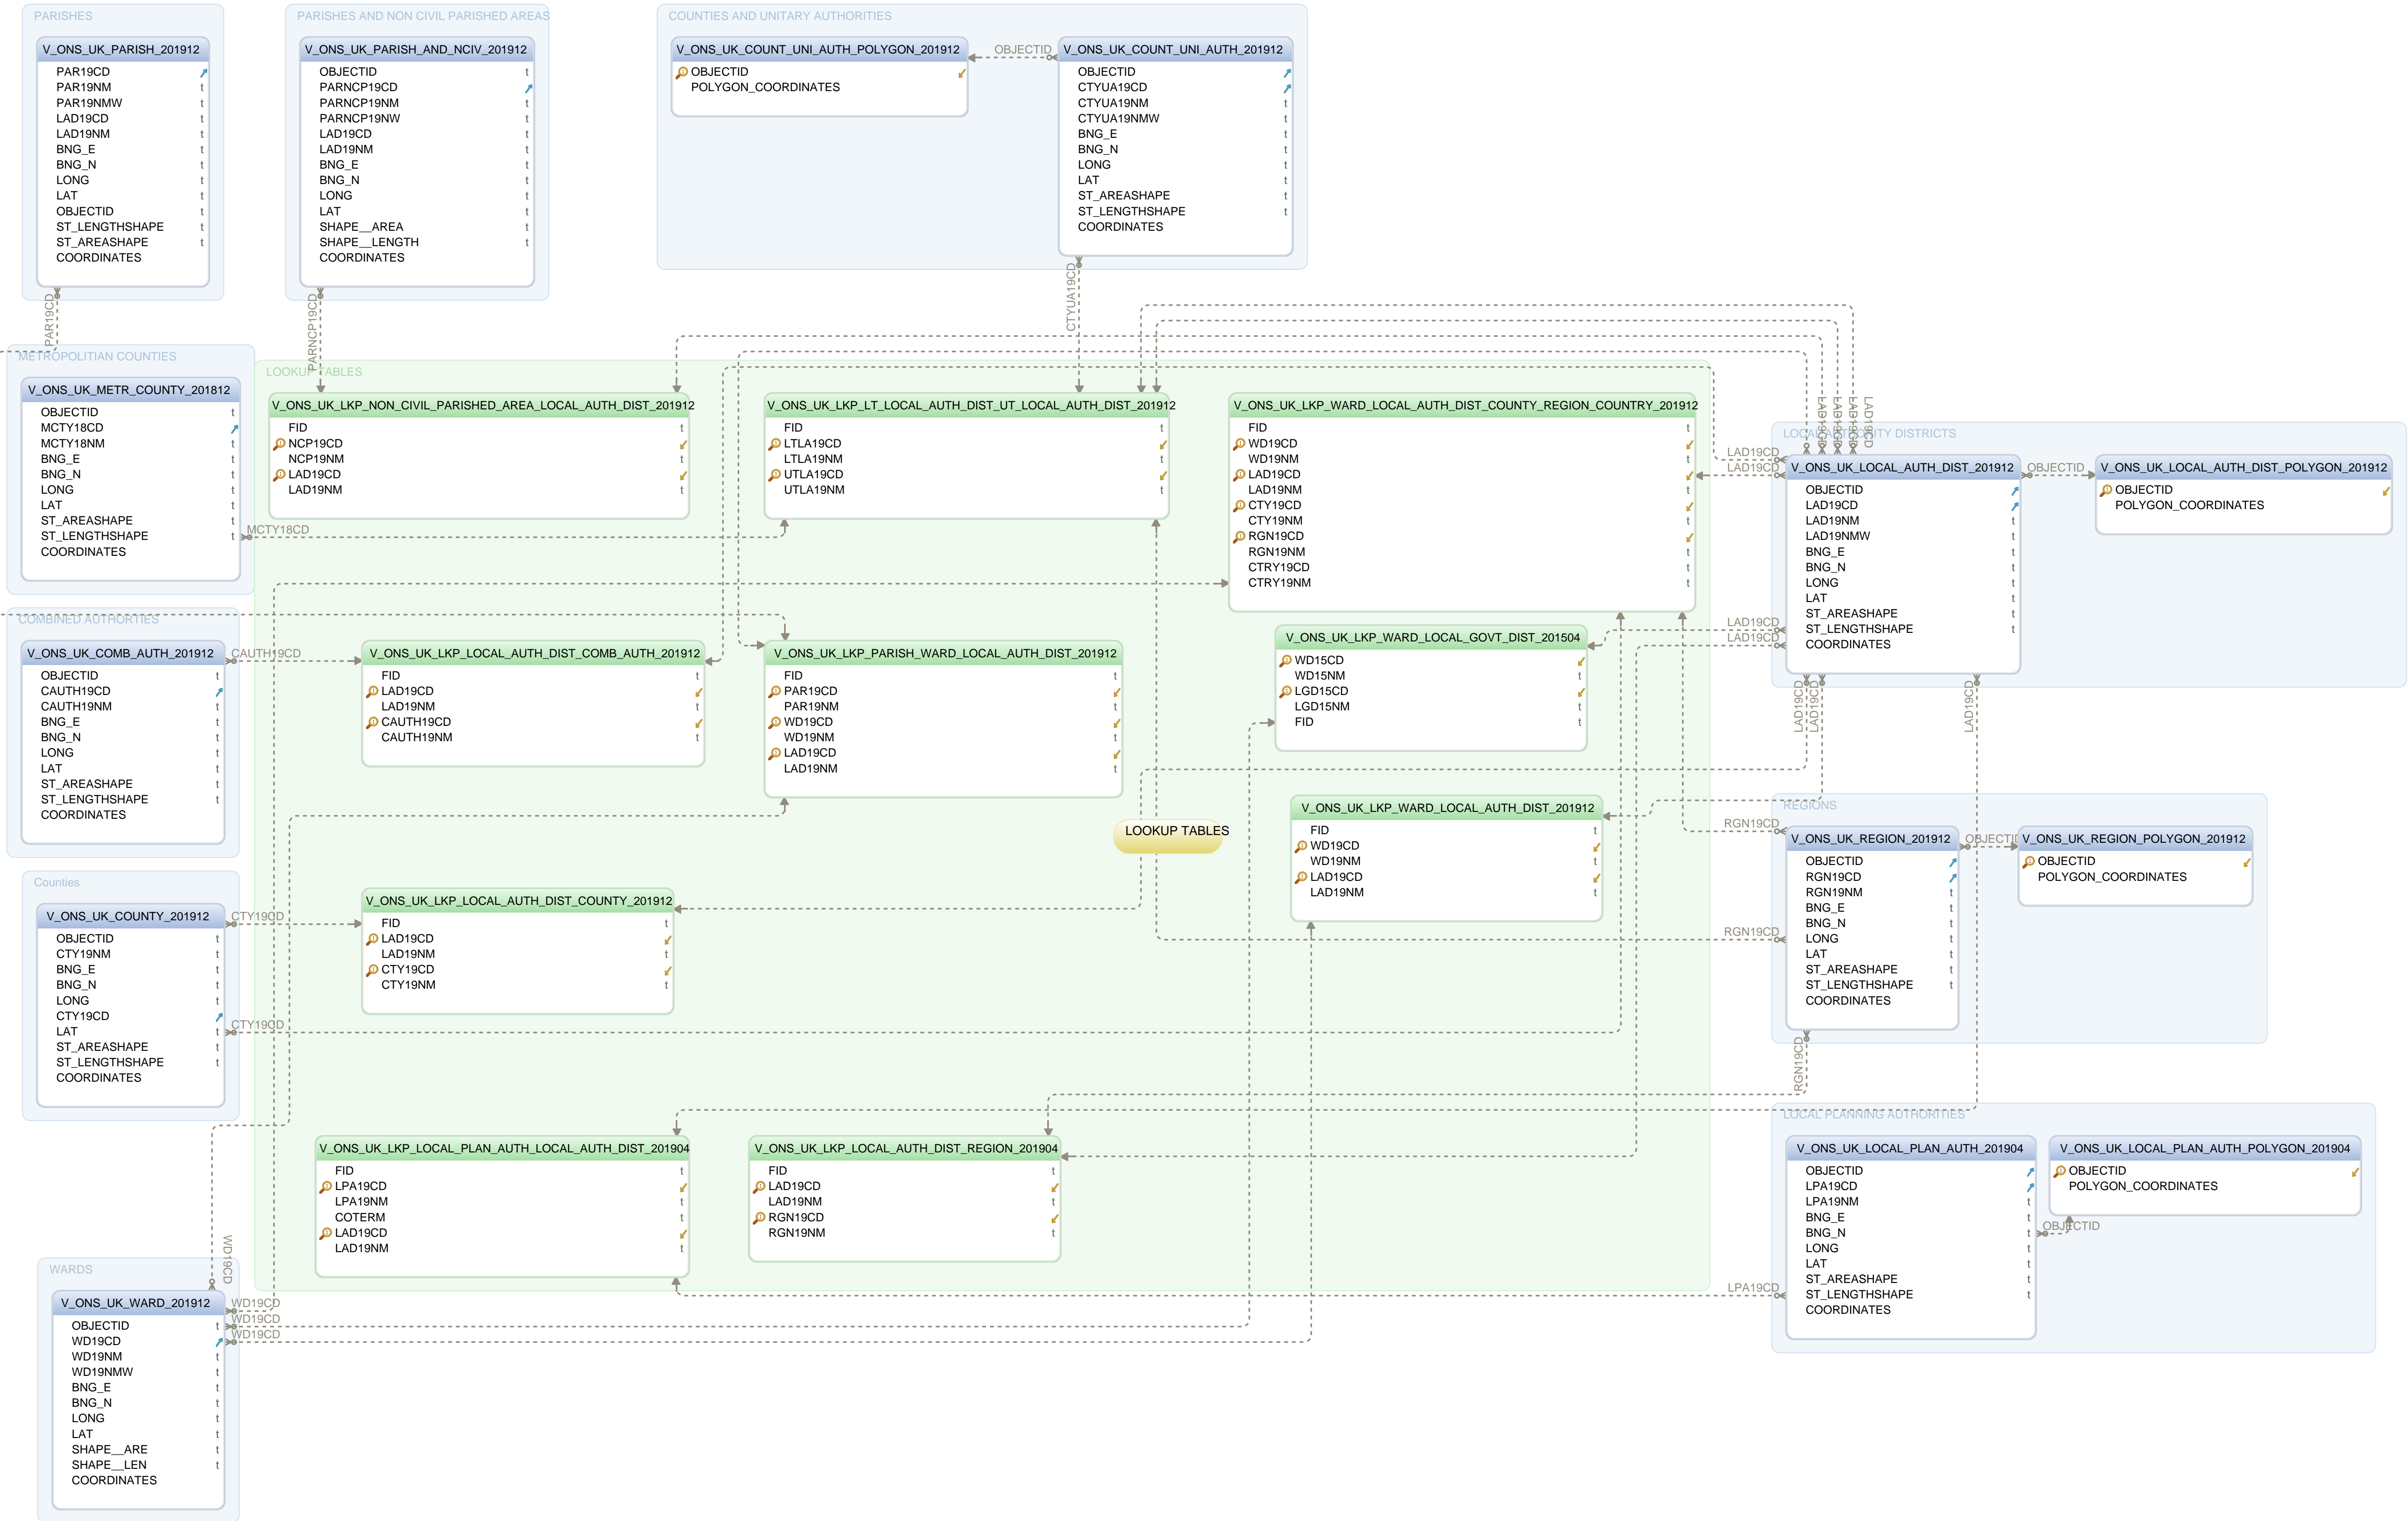 PARISHES
V_ONS_UK_PARISH_201912
PAR19CD
PAR19NM t
PAR19NMW t
LAD19CD t
LAD19NM t
BNG_E t
BNG_N t
LONG t
LAT t
OBJECTID t
ST_LENGTHSHAPE t
ST_AREASHAPE t
COORDINATES
PAR19CD
PARISHES AND NON CIVIL PARISHED AREAS
V_ONS_UK_PARISH_AND_NCIV_201912
OBJECTID t
PARNCP19CD
PARNCP19NM t
PARNCP19NW t
LAD19CD t
LAD19NM t
BNG_E t
BNG_N t
LONG t
LAT t
SHAPE__AREA t
SHAPE__LENGTH t
COORDINATES
PARNCP19CD
COUNTIES AND UNITARY AUTHORITIES
V_ONS_UK_COUNT_UNI_AUTH_POLYGON_201912
OBJECTID
POLYGON_COORDINATES
OBJECTID
V_ONS_UK_COUNT_UNI_AUTH_201912
OBJECTID
CTYUA19CD
CTYUA19NM t
CTYUA19NMW t
BNG_E t
BNG_N t
LONG t
LAT t
ST_AREASHAPE t
ST_LENGTHSHAPE t
COORDINATES
CTYUA19CD
METROPOLITIAN COUNTIES
V_ONS_UK_METR_COUNTY_201812
OBJECTID t
MCTY18CD
MCTY18NM t
BNG_E t
BNG_N t
LONG t
LAT t
ST_AREASHAPE t
ST_LENGTHSHAPE t
COORDINATES
MCTY18CD
LOOKUP TABLES
V_ONS_UK_LKP_NON_CIVIL_PARISHED_AREA_LOCAL_AUTH_DIST_201912
FID t
NCP19CD
NCP19NM t
LAD19CD
LAD19NM t
V_ONS_UK_LKP_LT_LOCAL_AUTH_DIST_UT_LOCAL_AUTH_DIST_201912
FID t
LTLA19CD
LTLA19NM t
UTLA19CD
UTLA19NM t
V_ONS_UK_LKP_WARD_LOCAL_AUTH_DIST_COUNTY_REGION_COUNTRY_201912
FID t
WD19CD
WD19NM t
LAD19CD
LAD19NM t
CTY19CD
CTY19NM t
RGN19CD
RGN19NM t
CTRY19CD t
CTRY19NM t
LOCAL AUTHORITY DISTRICTS
LAD19CD
LAD19CD
LAD19CD
LAD19CD
LAD19CD
LAD19CD
V_ONS_UK_LOCAL_AUTH_DIST_201912
OBJECTID
LAD19CD
LAD19NM t
LAD19NMW t
BNG_E t
BNG_N t
LONG t
LAT t
ST_AREASHAPE t
ST_LENGTHSHAPE t
COORDINATES
OBJECTID
V_ONS_UK_LOCAL_AUTH_DIST_POLYGON_201912
OBJECTID
POLYGON_COORDINATES
LAD19CD
LAD19CD
LAD19CD
LAD19CD
LAD19CD
COMBINED AUTHORTIES
V_ONS_UK_COMB_AUTH_201912
OBJECTID t
CAUTH19CD
CAUTH19NM t
BNG_E t
BNG_N t
LONG t
LAT t
ST_AREASHAPE t
ST_LENGTHSHAPE t
COORDINATES
CAUTH19CD
V_ONS_UK_LKP_LOCAL_AUTH_DIST_COMB_AUTH_201912
FID t
LAD19CD
LAD19NM t
CAUTH19CD
CAUTH19NM t
V_ONS_UK_LKP_PARISH_WARD_LOCAL_AUTH_DIST_201912
FID t
PAR19CD
PAR19NM t
WD19CD
WD19NM t
LAD19CD
LAD19NM t
V_ONS_UK_LKP_WARD_LOCAL_GOVT_DIST_201504
WD15CD
WD15NM t
LGD15CD
LGD15NM t
FID t
V_ONS_UK_LKP_WARD_LOCAL_AUTH_DIST_201912
FID t
WD19CD
WD19NM t
LAD19CD
LAD19NM t
LOOKUP TABLES
REGIONS
RGN19CD
V_ONS_UK_REGION_201912
OBJECTID
RGN19CD
RGN19NM t
BNG_E t
BNG_N t
LONG t
LAT t
ST_AREASHAPE t
ST_LENGTHSHAPE t
COORDINATES
V_ONS_UK_REGION_POLYGON_201912
OBJECTID
POLYGON_COORDINATES
RGN19CD
RGN19CD
Counties
V_ONS_UK_COUNTY_201912
OBJECTID t
CTY19NM t
BNG_E t
BNG_N t
LONG t
CTY19CD
LAT t
ST_AREASHAPE t
ST_LENGTHSHAPE t
COORDINATES
CTY19CD
CTY19CD
V_ONS_UK_LKP_LOCAL_AUTH_DIST_COUNTY_201912
FID t
LAD19CD
LAD19NM t
CTY19CD
CTY19NM t
V_ONS_UK_LKP_LOCAL_PLAN_AUTH_LOCAL_AUTH_DIST_201904
FID t
LPA19CD
LPA19NM t
COTERM t
LAD19CD
LAD19NM t
V_ONS_UK_LKP_LOCAL_AUTH_DIST_REGION_201904
FID t
LAD19CD
LAD19NM t
RGN19CD
RGN19NM t
LOCAL PLANNING AUTHORITIES
V_ONS_UK_LOCAL_PLAN_AUTH_201904
OBJECTID
LPA19CD
LPA19NM t
BNG_E t
BNG_N t
LONG t
LAT t
ST_AREASHAPE t
ST_LENGTHSHAPE t
COORDINATES
V_ONS_UK_LOCAL_PLAN_AUTH_POLYGON_201904
OBJECTID
POLYGON_COORDINATES
OBJECTID
LPA19CD
WARDS
WD19CD
V_ONS_UK_WARD_201912
OBJECTID t
WD19CD
WD19NM t
WD19NMW t
BNG_E t
BNG_N t
LONG t
LAT t
SHAPE__ARE t
SHAPE__LEN t
COORDINATES
WD19CD
WD19CD
WD19CD